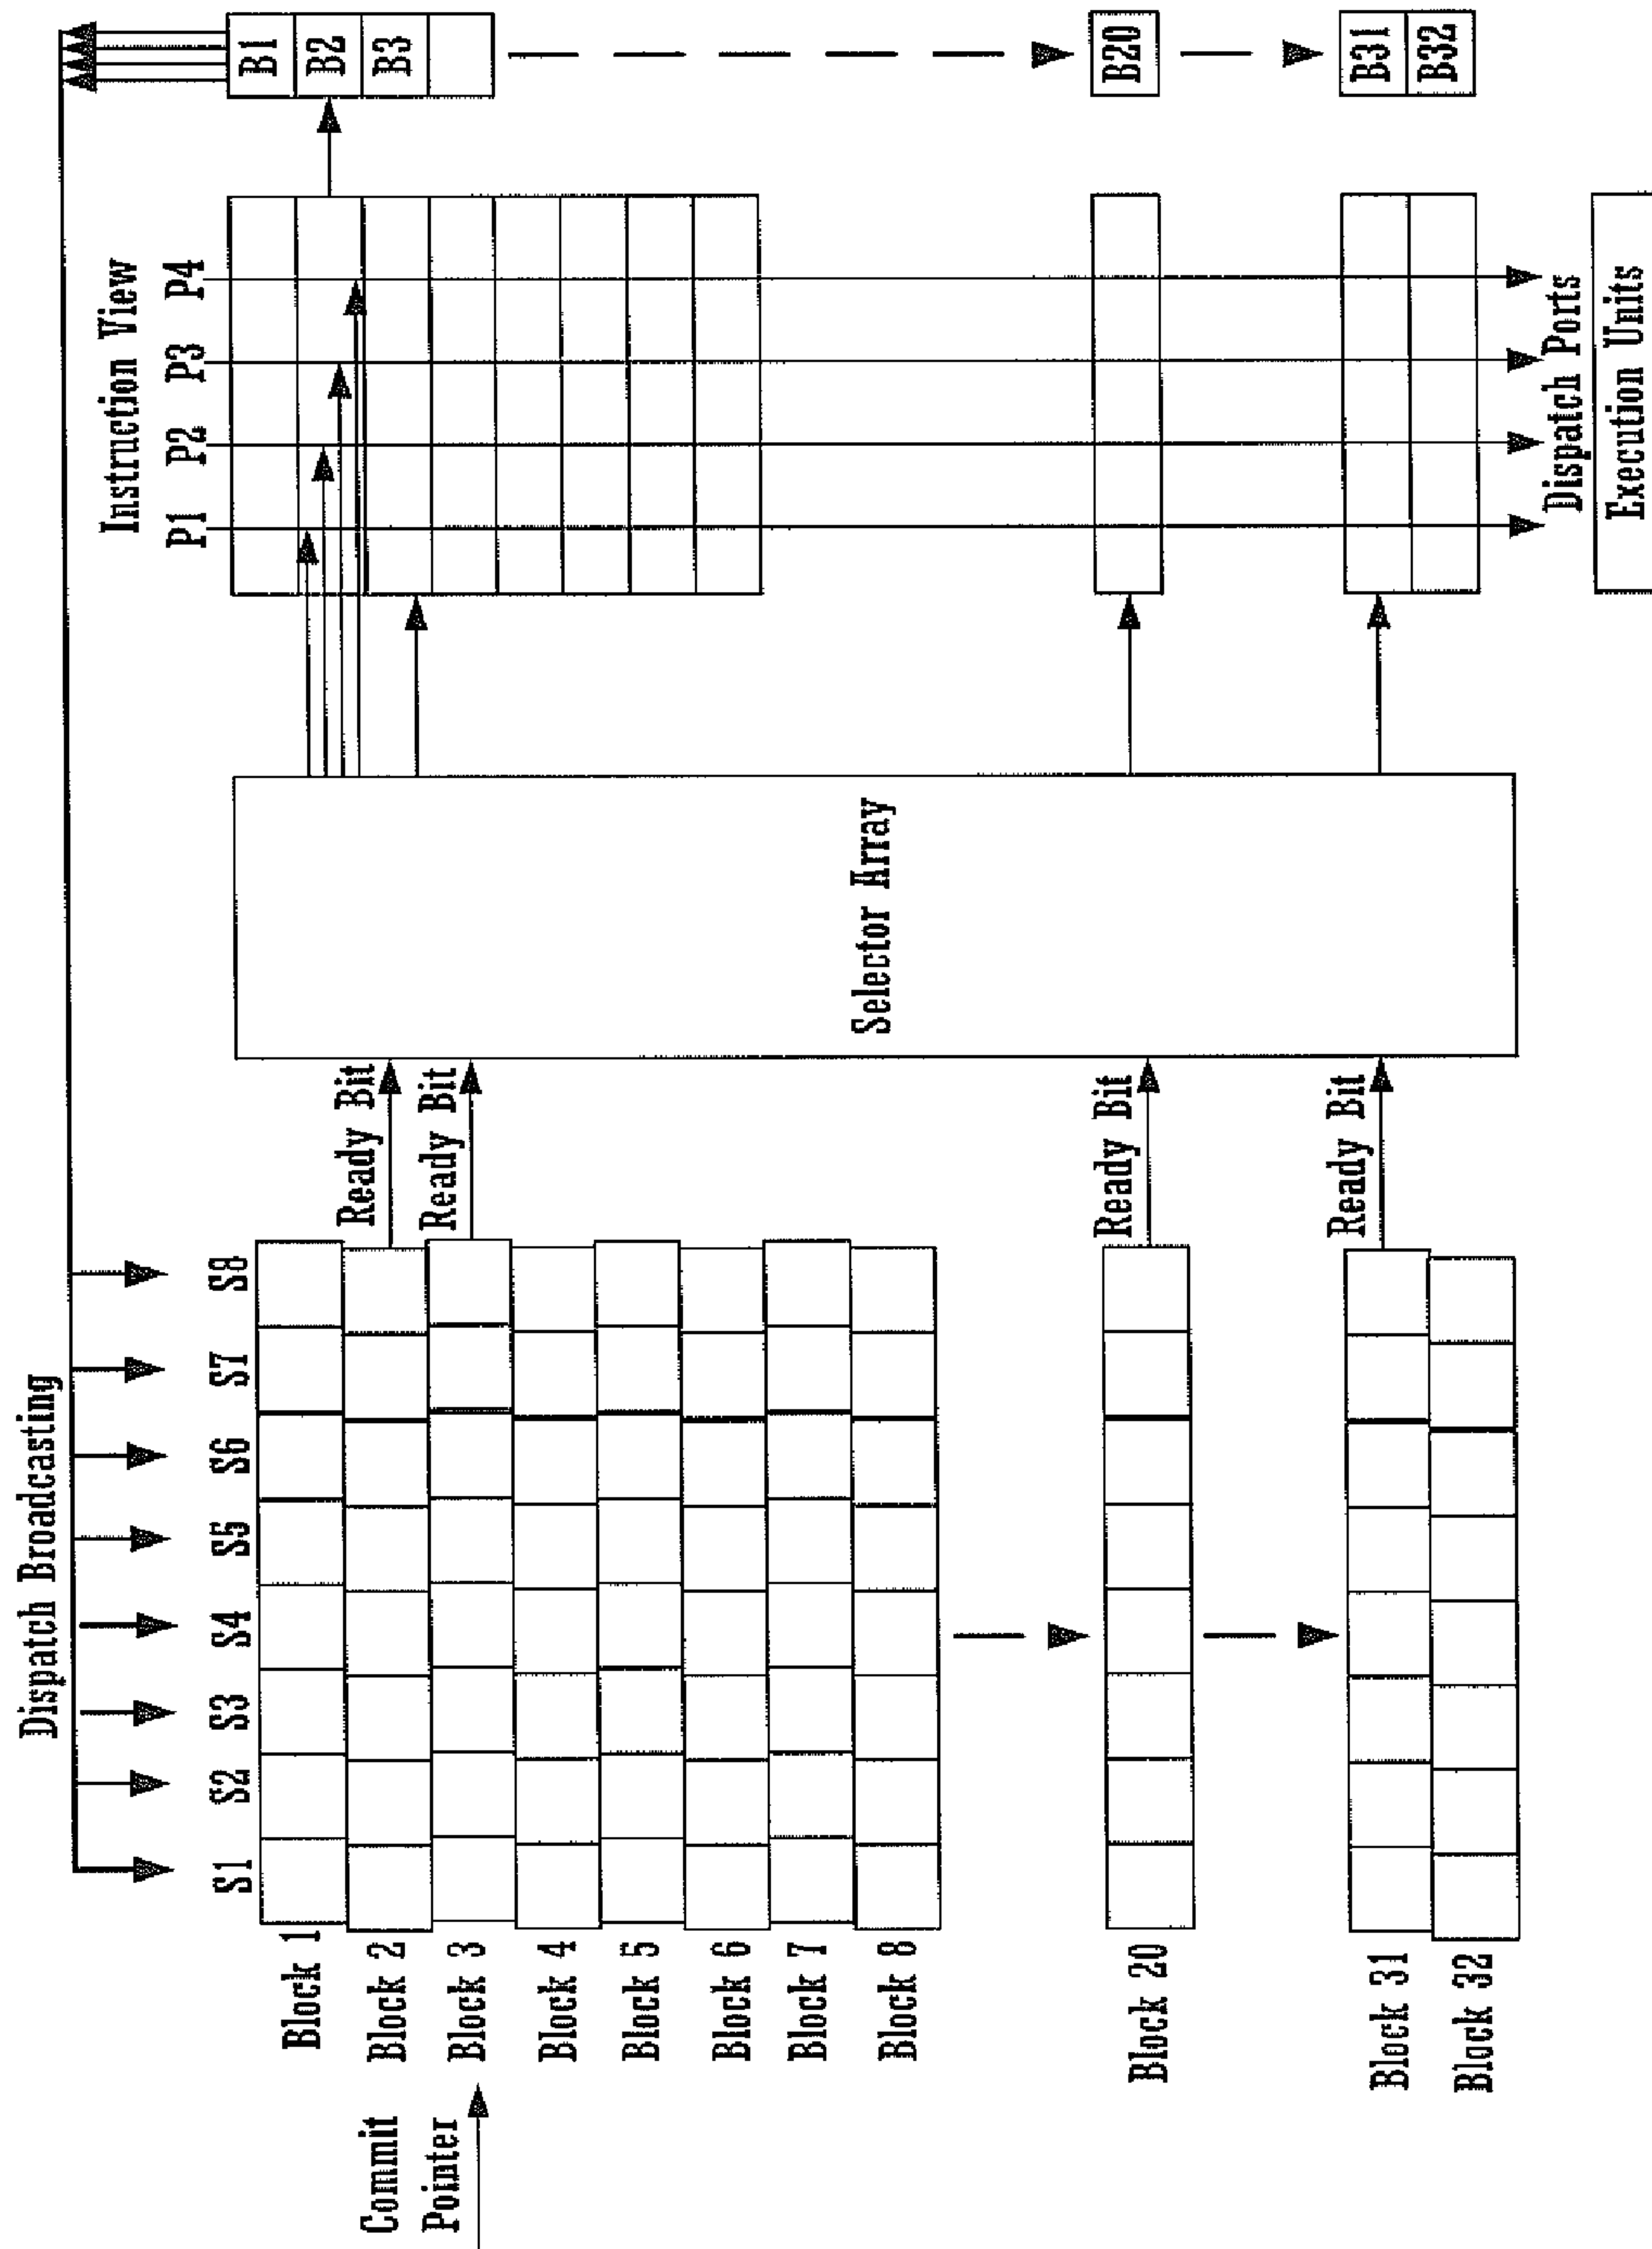 Dispatch Broadcasting
S1 S2 S3 S4 S5 S6 S7 S8
Block 1
Block 2
Block 3
Block 4
Block 5
Block 6
Block 7
Block 8
Block 20
Block 31
Block 32
Commit
Pointer
Ready Bit
Ready Bit
Ready Bit
Ready Bit
Selector Array
Instruction View
P1 P2 P3 P4
Dispatch Ports
Execution Units
B1
B2
B3
B20
B31
B32